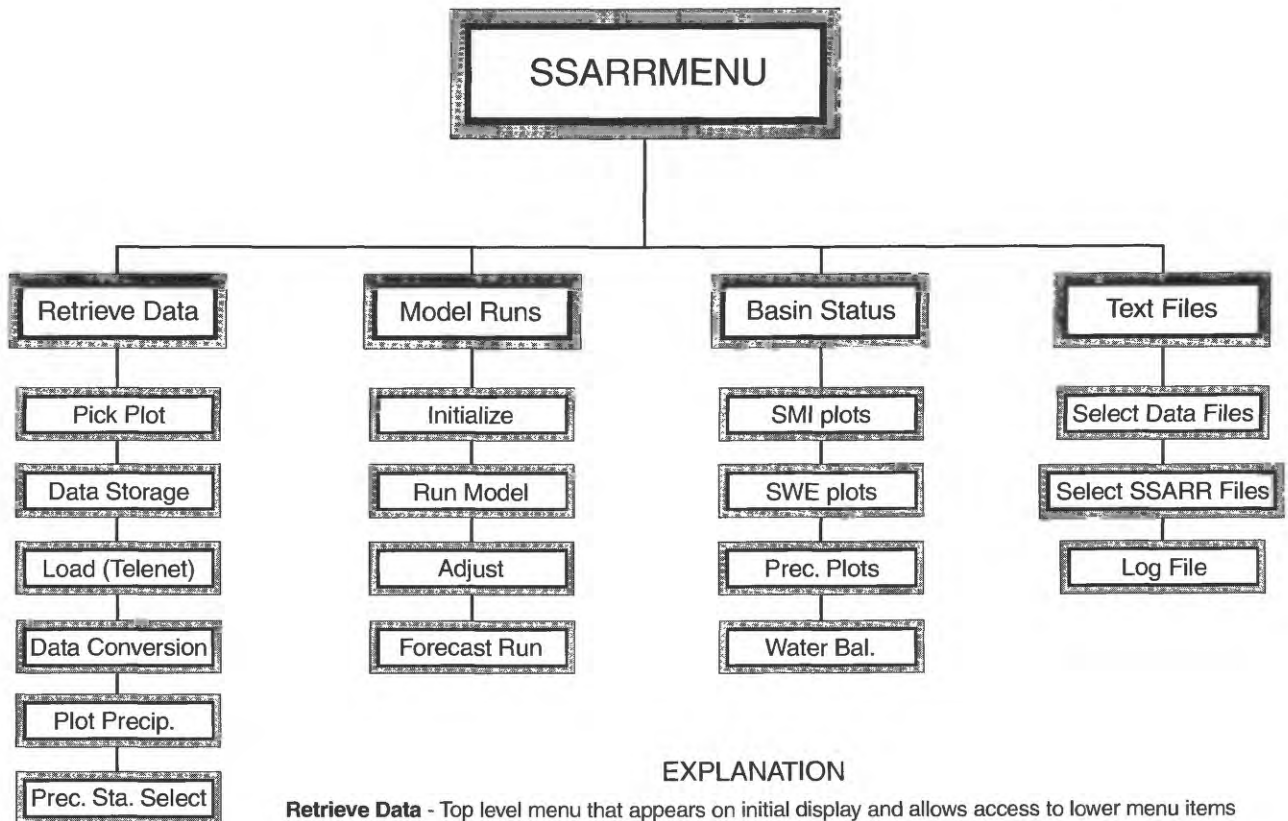 SSARRMENU
Retrieve Data
Model Runs
Basin Status
Text Files
Pick Plot
Initialize
SMI plots
Select Data Files
Data Storage
Run Model
SWE plots
Select SSARR Files
Load (Telenet)
Adjust
Prec. Plots
Log File
Data Conversion
Forecast Run
Water Bal.
Plot Precip.
Prec. Sta. Select
EXPLANATION
Retrieve Data - Top level menu that appears on initial display and allows access to lower menu items